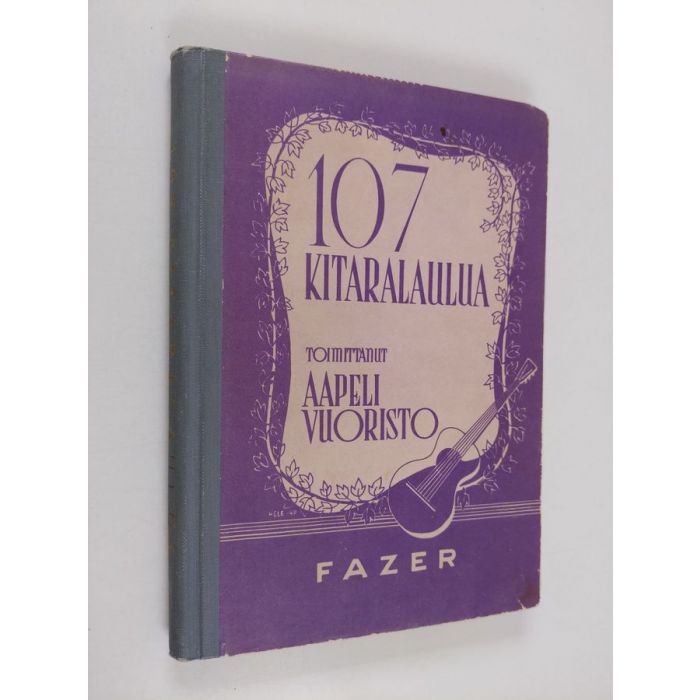 107
KITARALAULUA
TOIMITTANUT
AAPELI
VUORISTO
FAZER